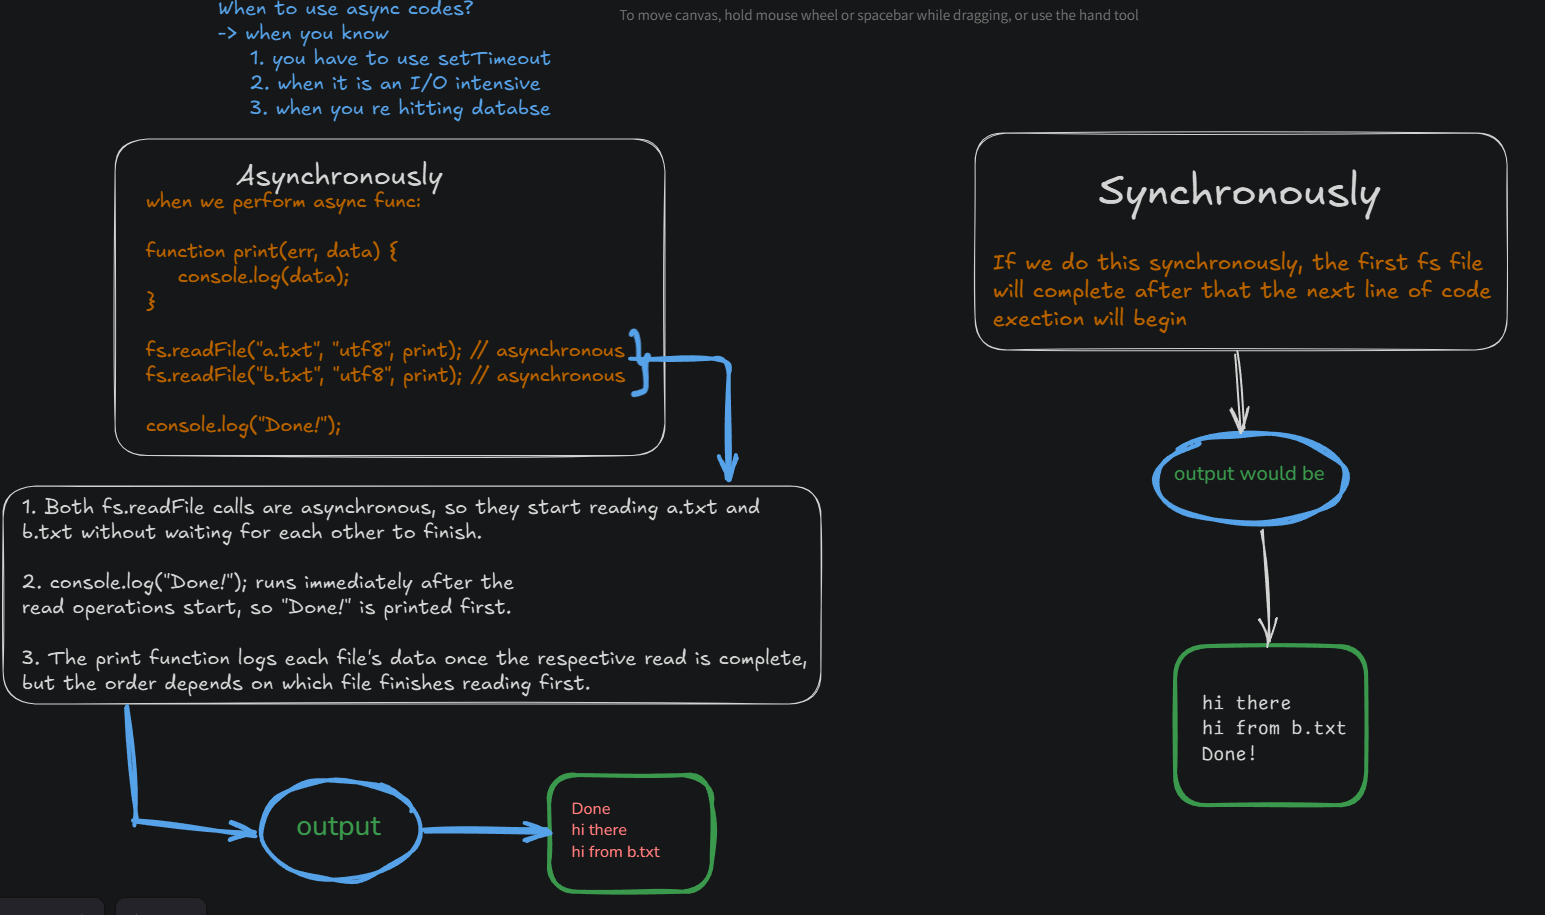 When to use async codes?
-> when you know
1. you have to use setTimeout
2. when it is an I/O intensive
3. when you re hitting databse
To move canvas, hold mouse wheel or spacebar while dragging, or use the hand tool
Asynchronously
when we perform async func:
function print(err, data) {
console.log(data);
}
fs.readFile("a.txt", "utf8", print); // asynchronous
fs.readFile("b.txt", "utf8", print); // asynchronous
console.log("Done!");
1. Both fs.readFile calls are asynchronous, so they start reading a.txt and
b.txt without waiting for each other to finish.
2. console.log("Done!"); runs immediately after the
read operations start, so "Done!" is printed first.
3. The print function logs each file's data once the respective read is complete,
but the order depends on which file finishes reading first.
output
Done
hi there
hi from b.txt
Synchronously
If we do this synchronously, the first fs file
will complete after that the next line of code
exection will begin
output would be
hi there
hi from b.txt
Done!